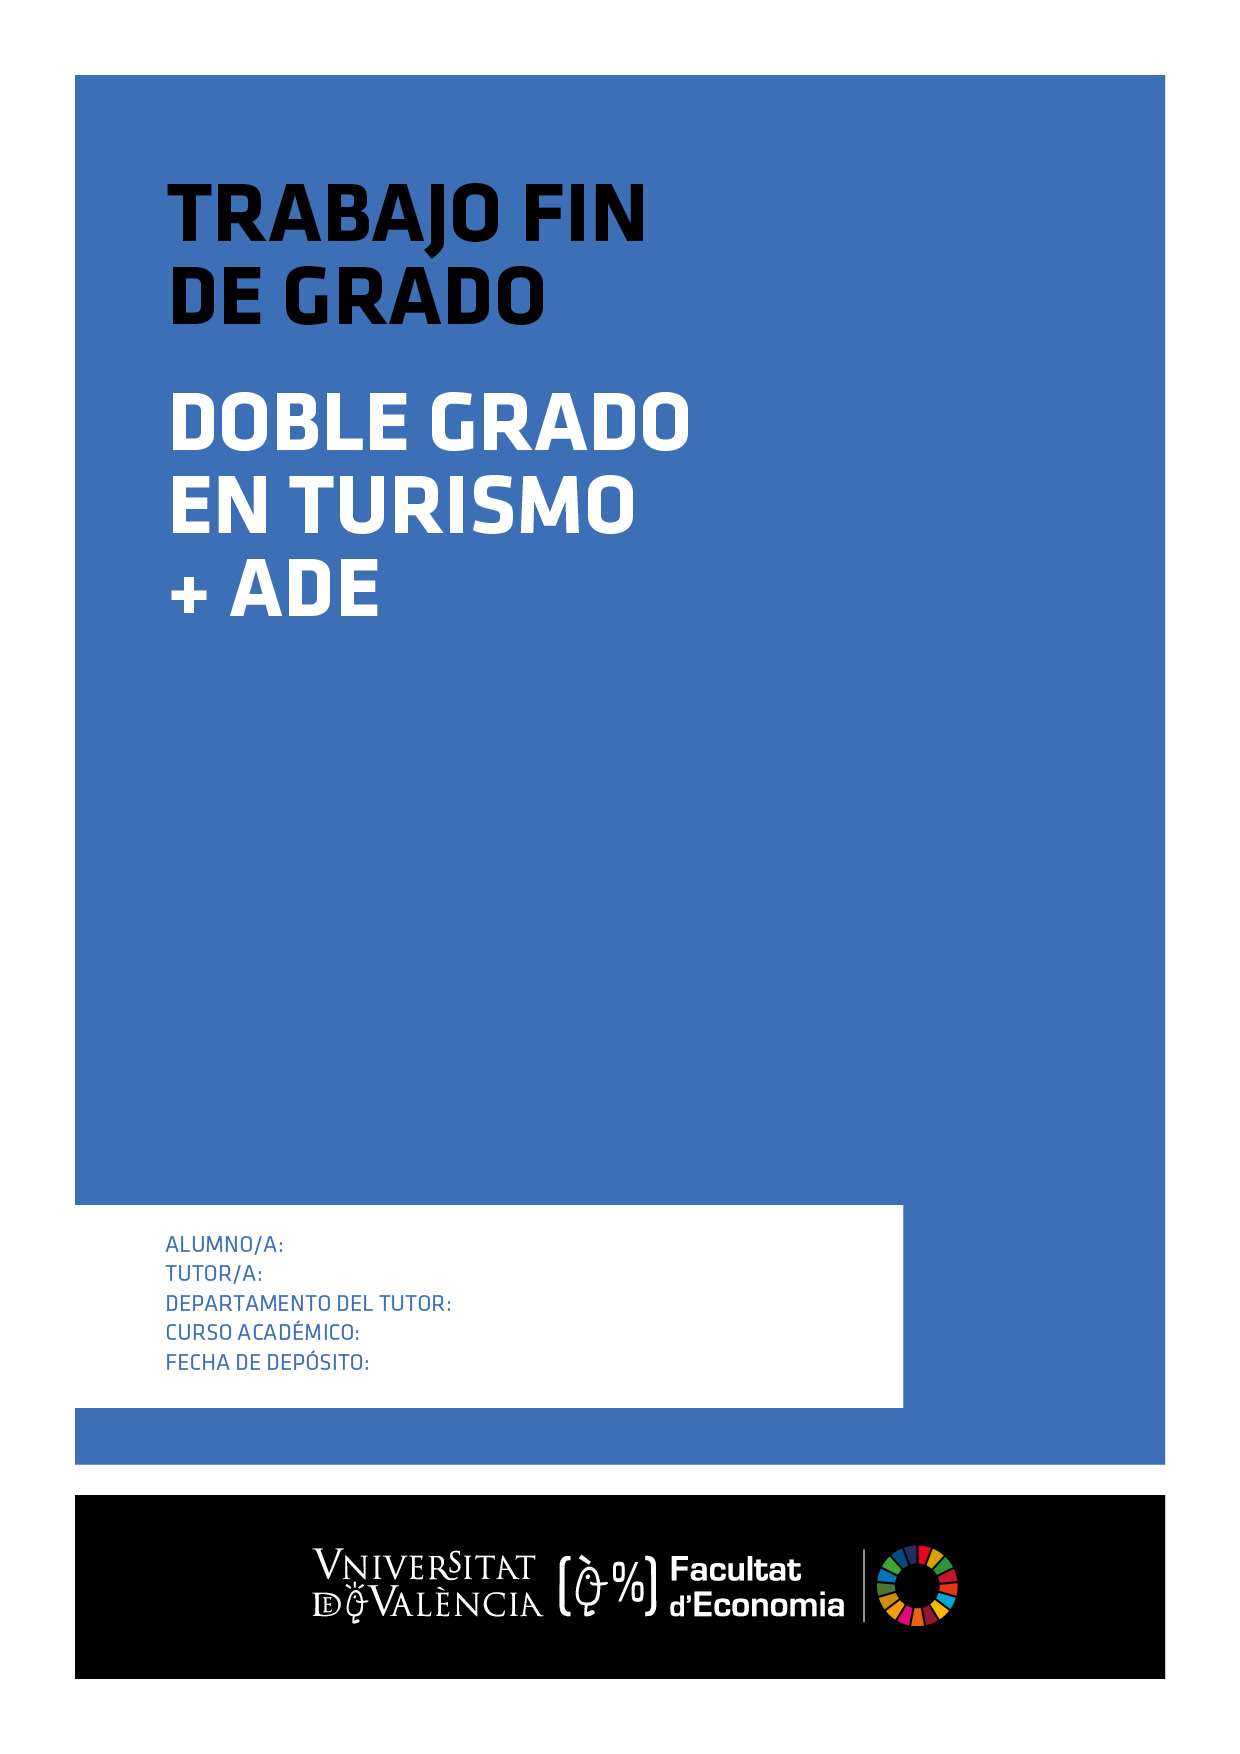 TRABAJO FIN
DE GRADO
DOBLE GRADO
EN TURISMO
+ ADE
ALUMNO/A:
TUTOR/A:
DEPARTAMENTO DEL TUTOR:
CURSO ACADÉMICO:
FECHA DE DEPÓSITO:
VNIVERSITAT
DE VALÈNCIA
[%]
Facultat
d'Economia